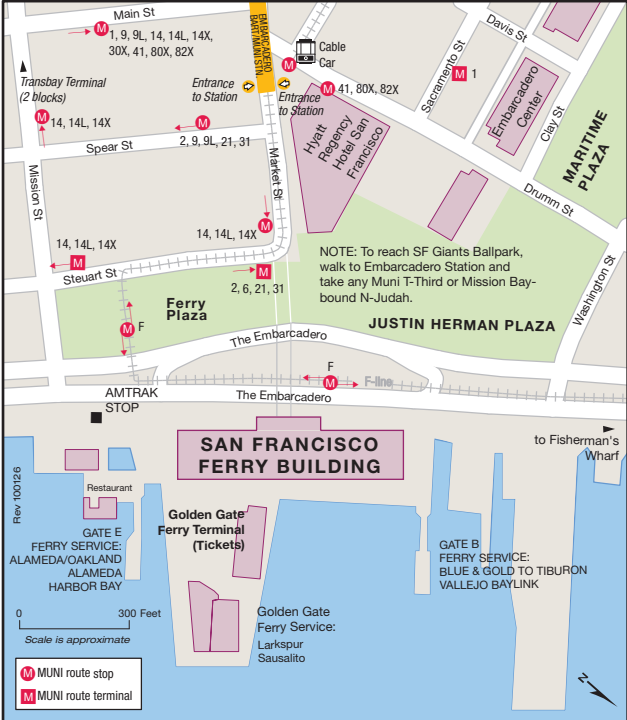 Main St
M 1, 9, 9L, 14, 14L, 14X,
30X, 41, 80X, 82X
EMBARCADERO
BART/MUNI STN.
M
Cable
Car
Davis St
Sacramento St
M 1
Embarcadero
Center
Clay St
MARITIME
PLAZA
Transbay Terminal
(2 blocks)
Entrance
to Station
Entrance
to Station
M 41, 80X, 82X
M 14, 14L, 14X
M
2, 9, 9L, 21, 31
Spear St
Hyatt
Regency
Hotel San
Francisco
Mission St
Market St
Drumm St
14, 14L, 14X
M
14, 14L, 14X
M
Steuart St
M
2, 6, 21, 31
NOTE: To reach SF Giants Ballpark,
walk to Embarcadero Station and
take any Muni T-Third or Mission Bay-
bound N-Judah.
Washington St
Ferry
Plaza
M F
JUSTIN HERMAN PLAZA
The Embarcadero
F
M
F-line
AMTRAK
STOP
The Embarcadero
SAN FRANCISCO
FERRY BUILDING
to Fisherman's
Wharf
Rev 100126
Restaurant
Golden Gate
Ferry Terminal
(Tickets)
GATE E
FERRY SERVICE:
ALAMEDA/OAKLAND
ALAMEDA
HARBOR BAY
GATE B
FERRY SERVICE:
BLUE & GOLD TO TIBURON
VALLEJO BAYLINK
0 300 Feet
Scale is approximate
Golden Gate
Ferry Service:
Larkspur
Sausalito
M MUNI route stop
M MUNI route terminal
N